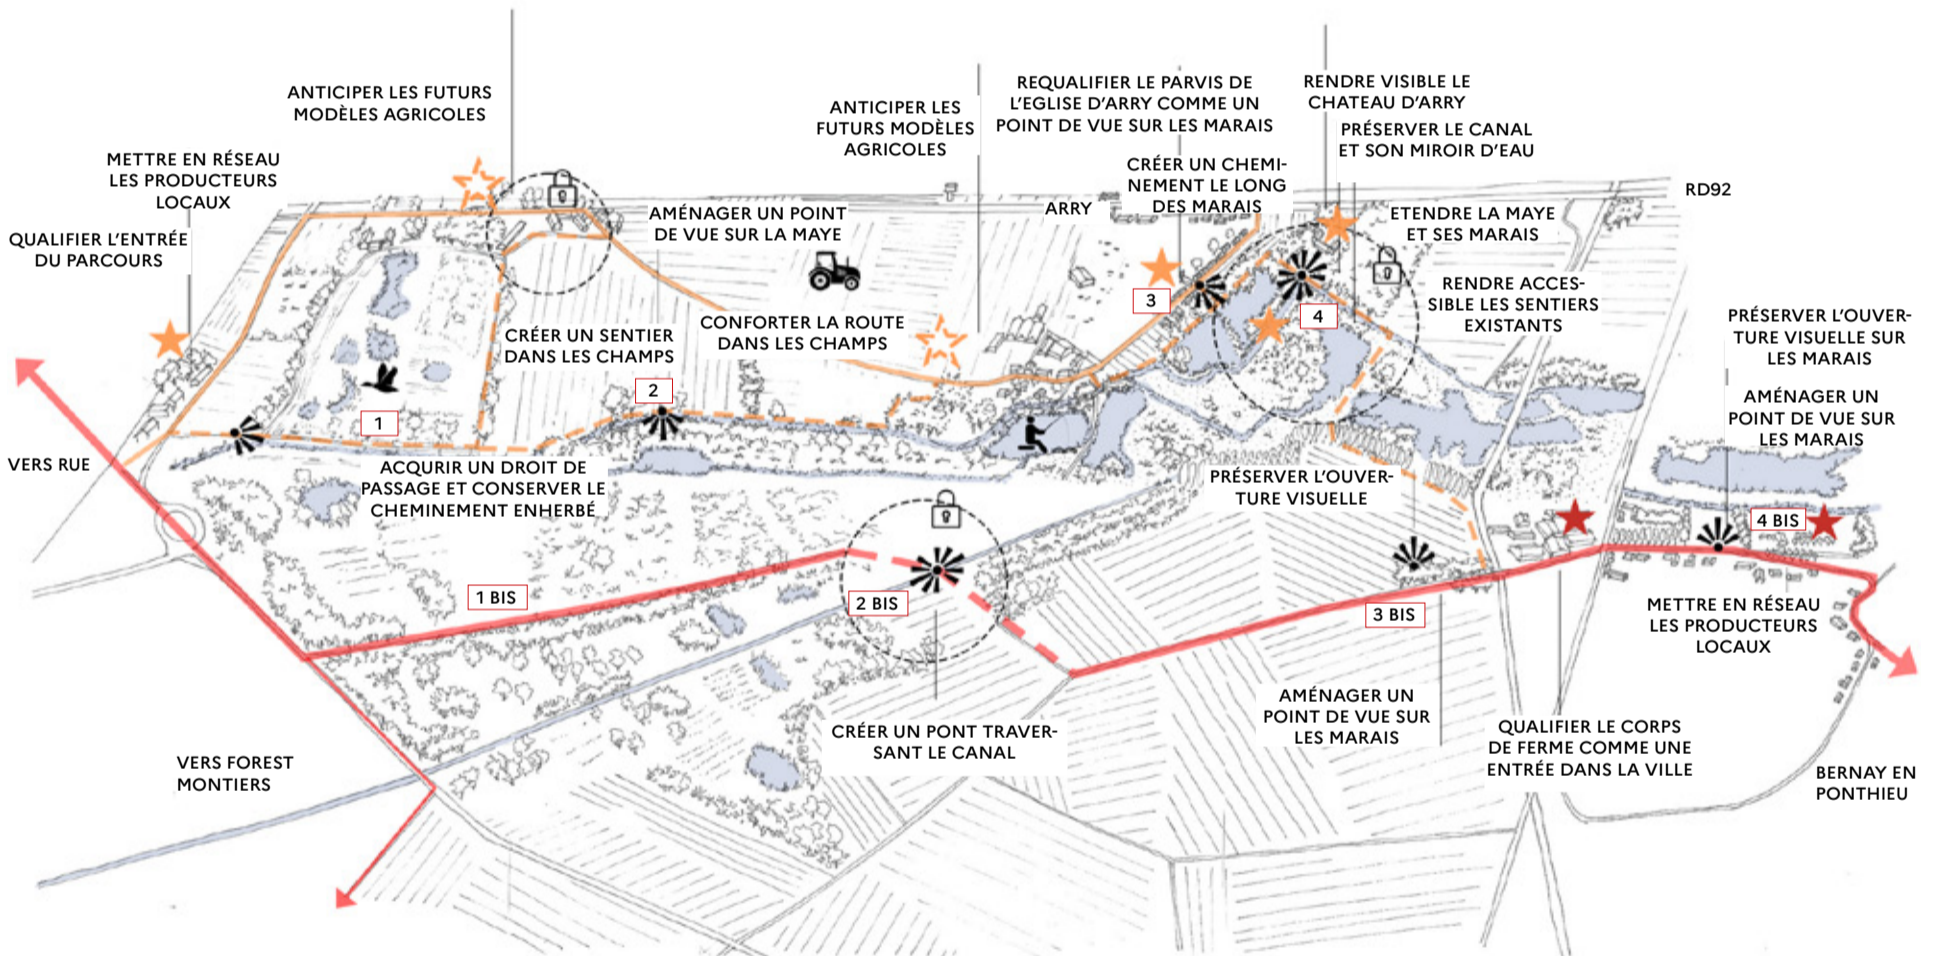 ANTICIPER LES FUTURS
MODÈLES AGRICOLES
METTRE EN RÉSEAU
LES PRODUCTEURS
LOCAUX
QUALIFIER L'ENTRÉE
DU PARCOURS
ANTICIPER LES
FUTURS MODÈLES
AGRICOLES
REQUALIFIER LE PARVIS DE
L'EGLISE D'ARRY COMME UN
POINT DE VUE SUR LES MARAIS
CRÉER UN CHEMI-
NEMENT LE LONG
DES MARAIS
RENDRE VISIBLE LE
CHATEAU D'ARRY
PRÉSERVER LE CANAL
ET SON MIROIR D'EAU
RD92
ARRY
AMÉNAGER UN POINT
DE VUE SUR LA MAYE
ETENDRE LA MAYE
ET SES MARAIS
RENDRE ACCES-
SIBLE LES SENTIERS
EXISTANTS
PRÉSERVER L'OUVER-
TURE VISUELLE SUR
LES MARAIS
AMÉNAGER UN
POINT DE VUE SUR
LES MARAIS
CRÉER UN SENTIER
DANS LES CHAMPS
CONFORTER LA ROUTE
DANS LES CHAMPS
3
4
2
1
VERS RUE
ACQURIR UN DROIT DE
PASSAGE ET CONSERVER LE
CHEMINEMENT ENHERBÉ
PRÉSERVER L'OUVER-
TURE VISUELLE
4 BIS
1 BIS
2 BIS
3 BIS
METTRE EN RÉSEAU
LES PRODUCTEURS
LOCAUX
CRÉER UN PONT TRAVER-
SANT LE CANAL
AMÉNAGER UN
POINT DE VUE SUR
LES MARAIS
QUALIFIER LE CORPS
DE FERME COMME UNE
ENTRÉE DANS LA VILLE
VERS FOREST
MONTIERS
BERNAY EN
PONTHIEU